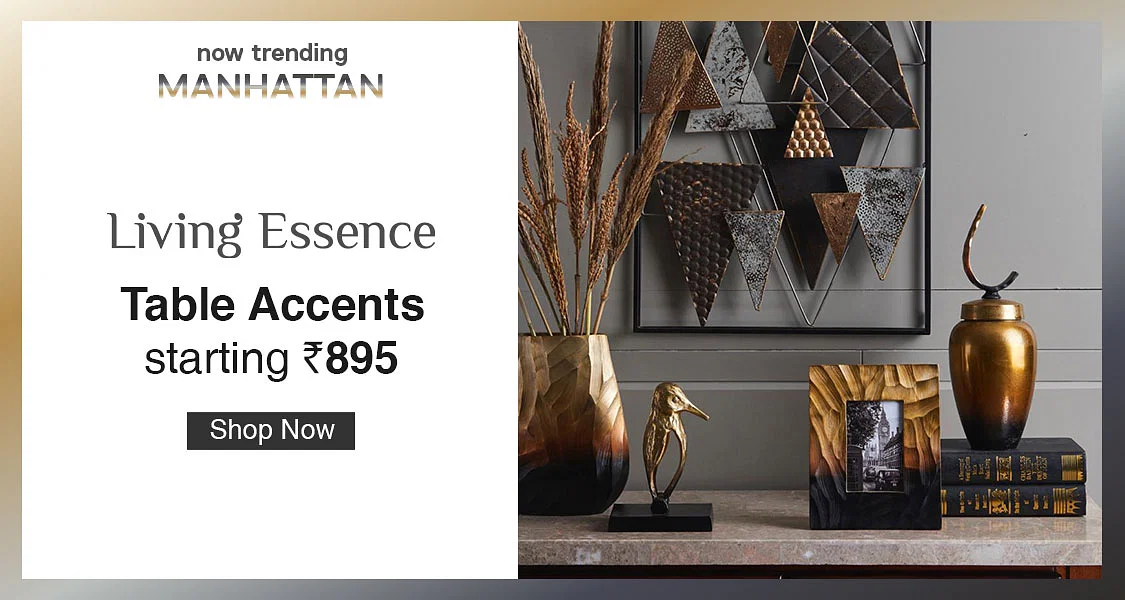 now trending
MANHATTAN
Living Essence
Table Accents
starting ₹895
Shop Now